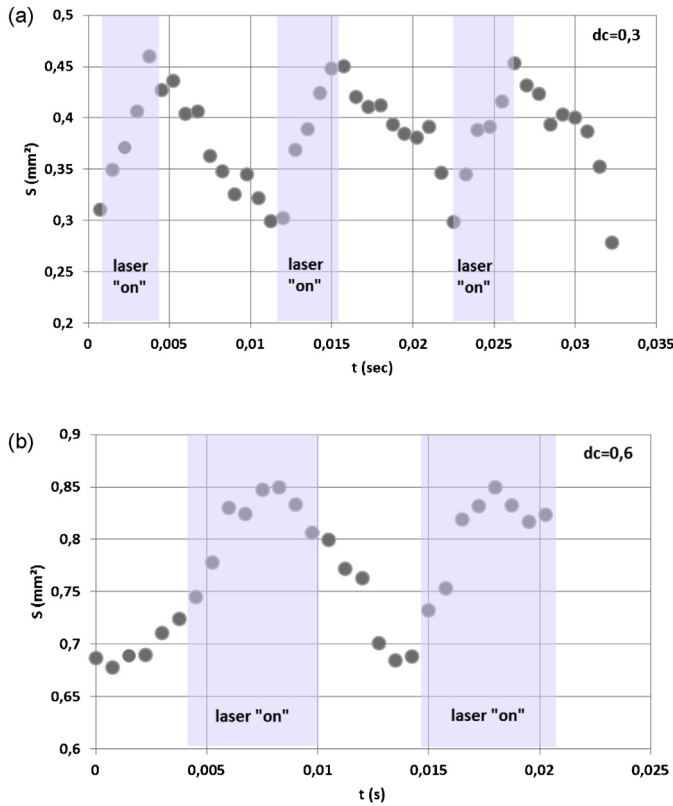 (a)
dc=0,3
S (mm²)
0,5
0,45
0,4
0,35
0,3
0,25
0,2
laser "on"
laser "on"
laser "on"
0 0,005 0,01 0,015 0,02 0,025 0,03 0,035
t (sec)
(b)
dc=0,6
S (mm²)
0,9
0,85
0,8
0,75
0,7
0,65
0,6
laser "on" laser "on"
0 0,005 0,01 0,015 0,02 0,025
t (s)